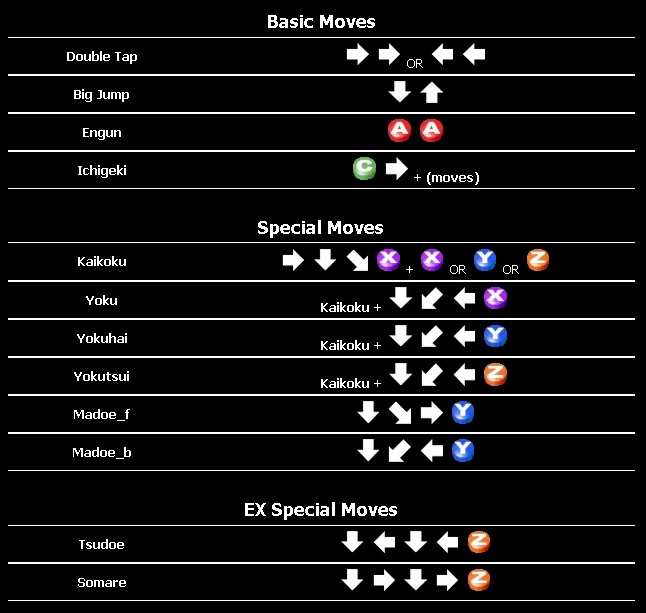 Basic Moves
Double Tap → → OR ← ←
Big Jump ↓ ↑
Engun A A
Ichigeki C → + (moves)
Special Moves
Kaikoku → ↓ ↘ X + X OR Y OR Z
Yoku Kaikoku + ↓ ↙ ← X
Yokuhai Kaikoku + ↓ ↙ ← Y
Yokutsui Kaikoku + ↓ ↙ ← Z
Madoe_f ↓ ↘ → Y
Madoe_b ↓ ↙ ← Y
EX Special Moves
Tsudoe ↓ ← ↓ ← Z
Somare ↓ → ↓ → Z